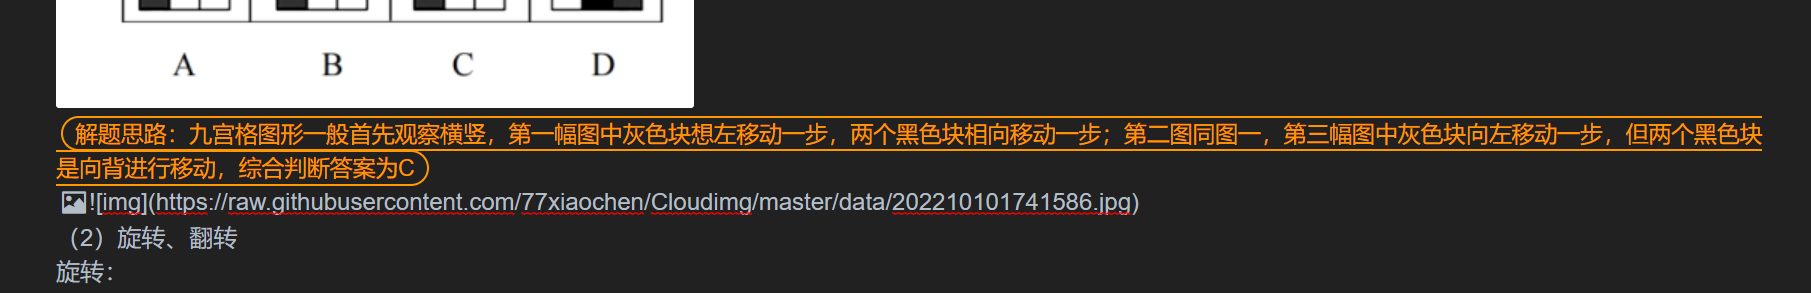 A B C D
解题思路：九宫格图形一般首先观察横竖，第一幅图中灰色块想左移动一步，两个黑色块相向移动一步；第二图同图一，第三幅图中灰色块向左移动一步，但两个黑色块
是向背进行移动，综合判断答案为C
![img](https://raw.githubusercontent.com/77xiaochen/Cloudimg/master/data/202210101741586.jpg)
（2）旋转、翻转
旋转：